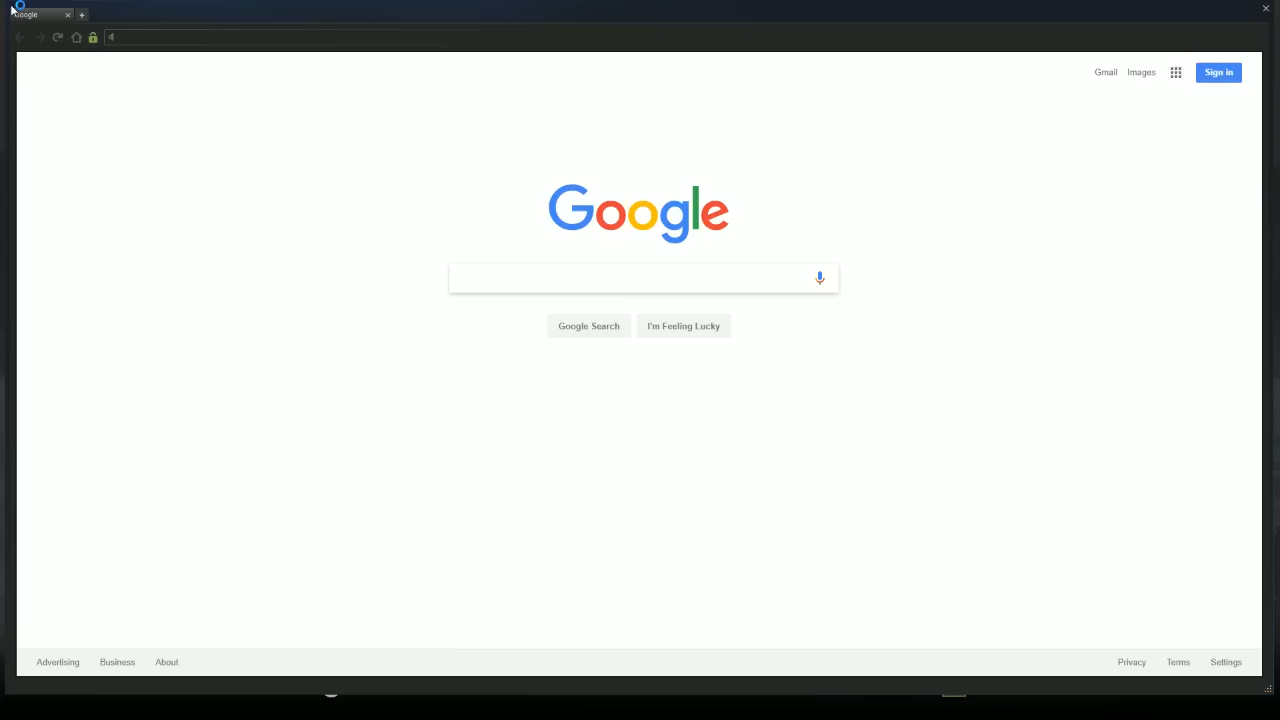 Google
d
Gmail Images Sign in
Google
Google Search I'm Feeling Lucky
Advertising Business About Privacy Terms Settings